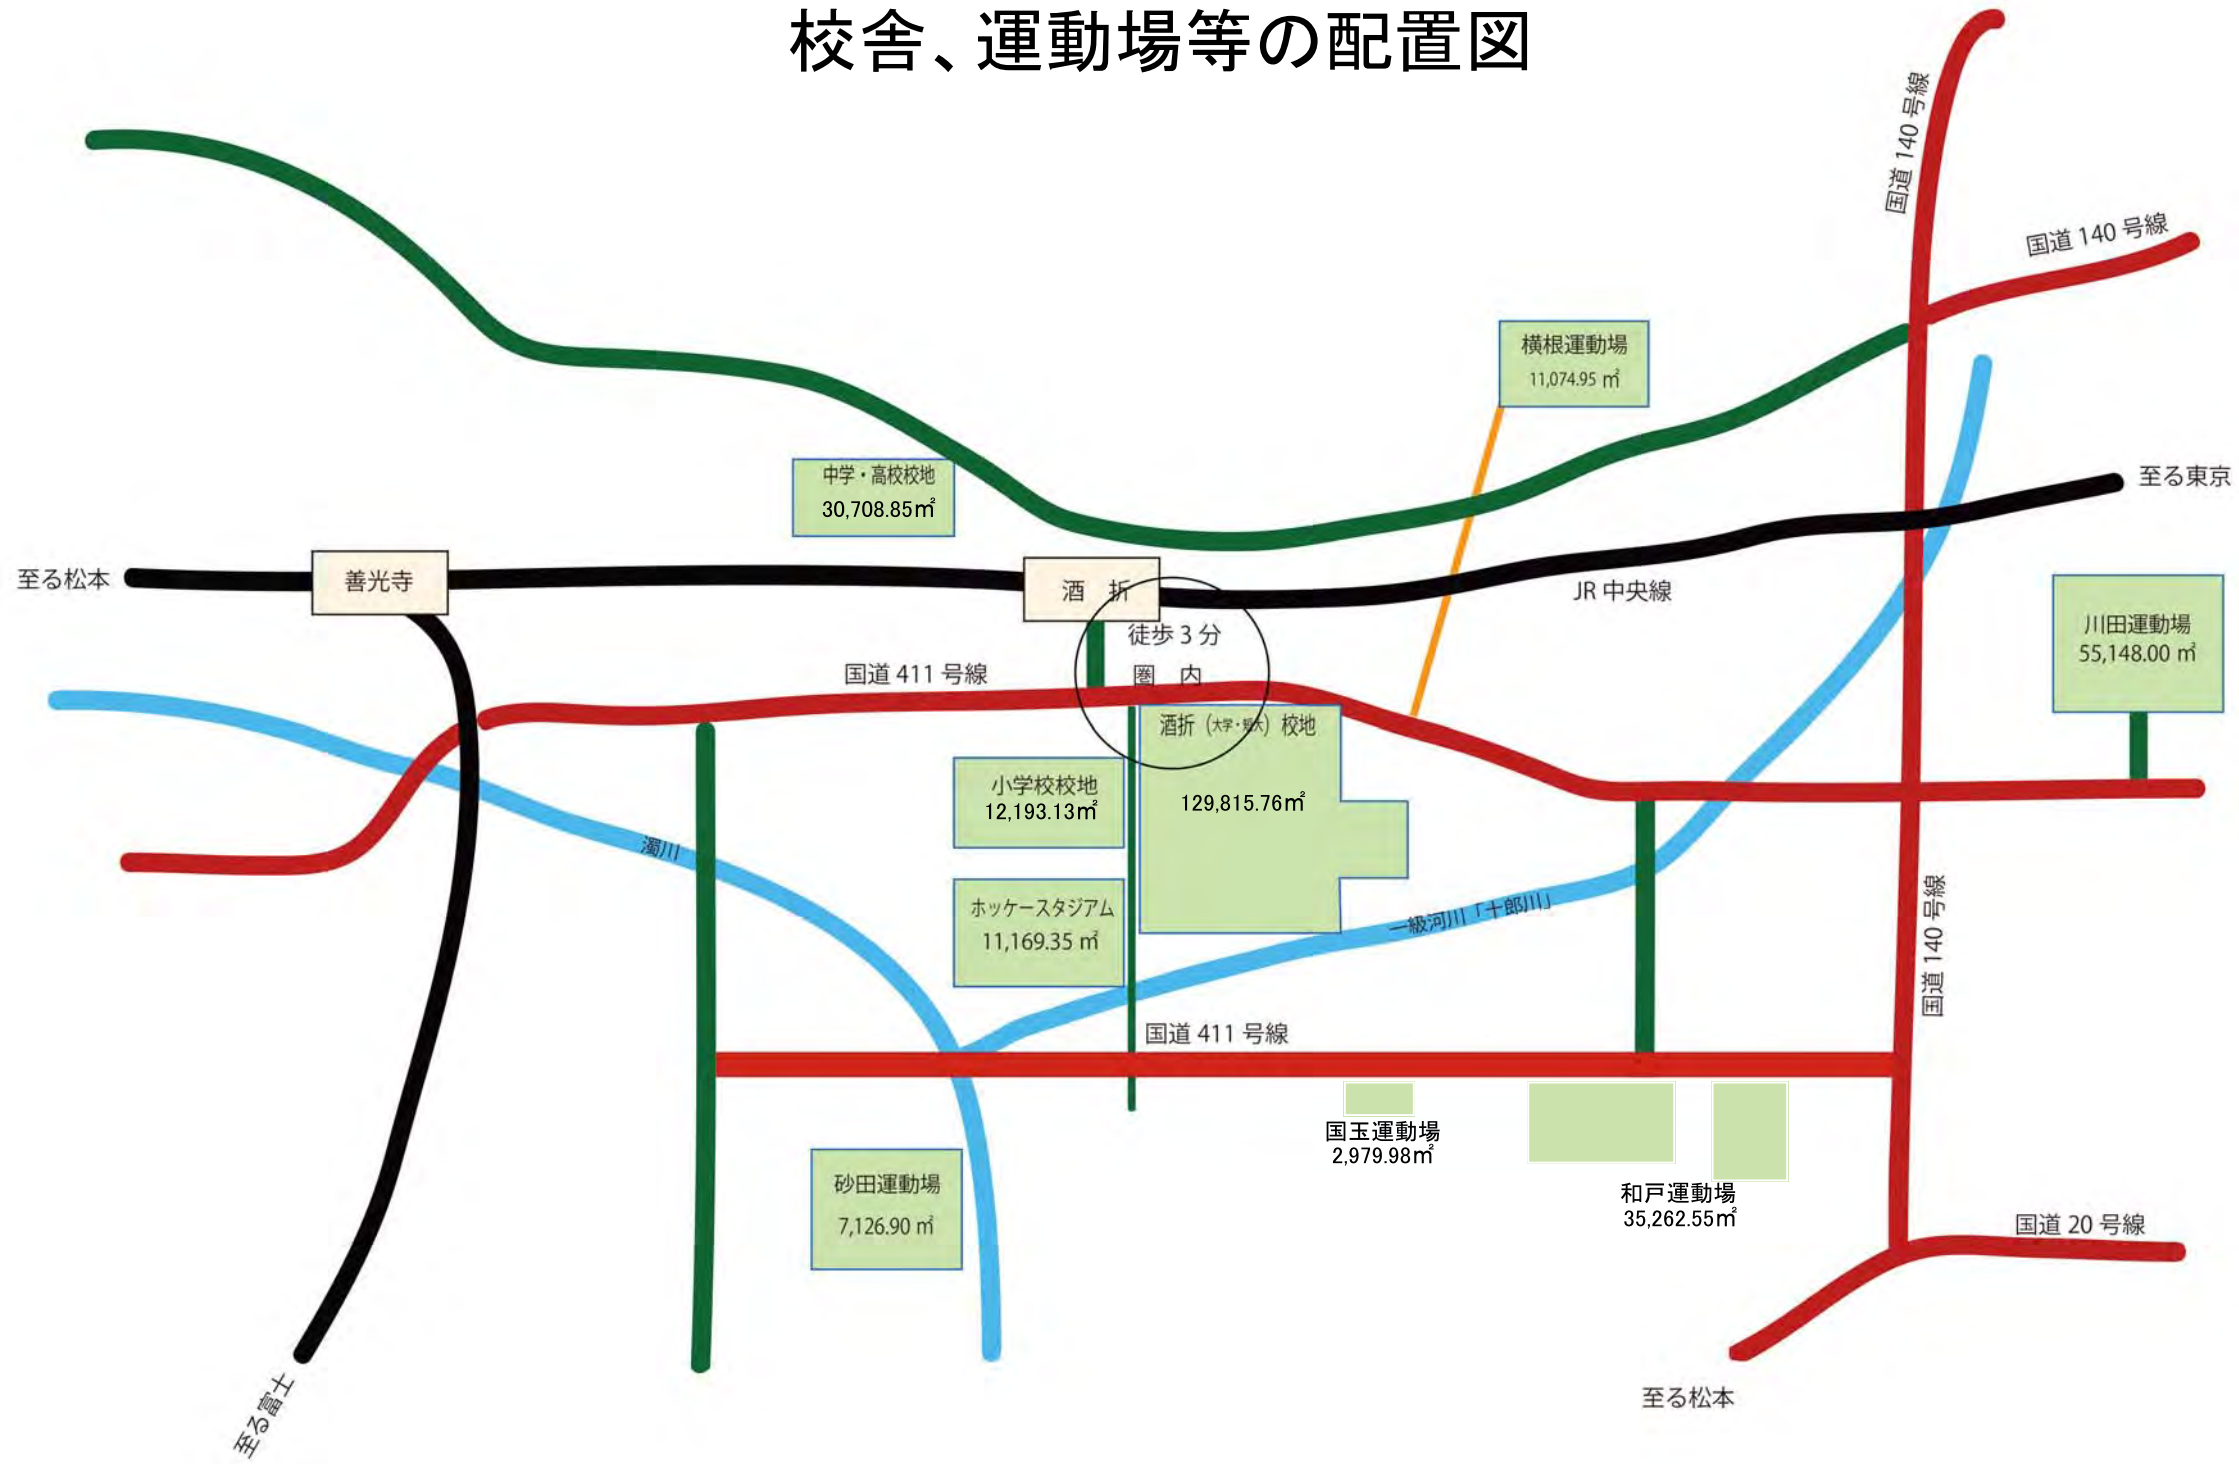 校舎、運動場等の配置図
国道 140 号線
国道 140 号線
横根運動場
11,074.95 ㎡
中学・高校校地
30,708.85㎡
至る東京
至る松本
善光寺
酒 折
JR 中央線
徒歩 3 分
圏 内
川田運動場
55,148.00 ㎡
国道 411 号線
酒折（大学・短大）校地
129,815.76㎡
小学校校地
12,193.13㎡
濁川
ホッケースタジアム
11,169.35 ㎡
一級河川「十郎川」
国道 140 号線
国道 411 号線
国玉運動場
2,979.98㎡
砂田運動場
7,126.90 ㎡
和戸運動場
35,262.55㎡
国道 20 号線
至る松本
至る富士